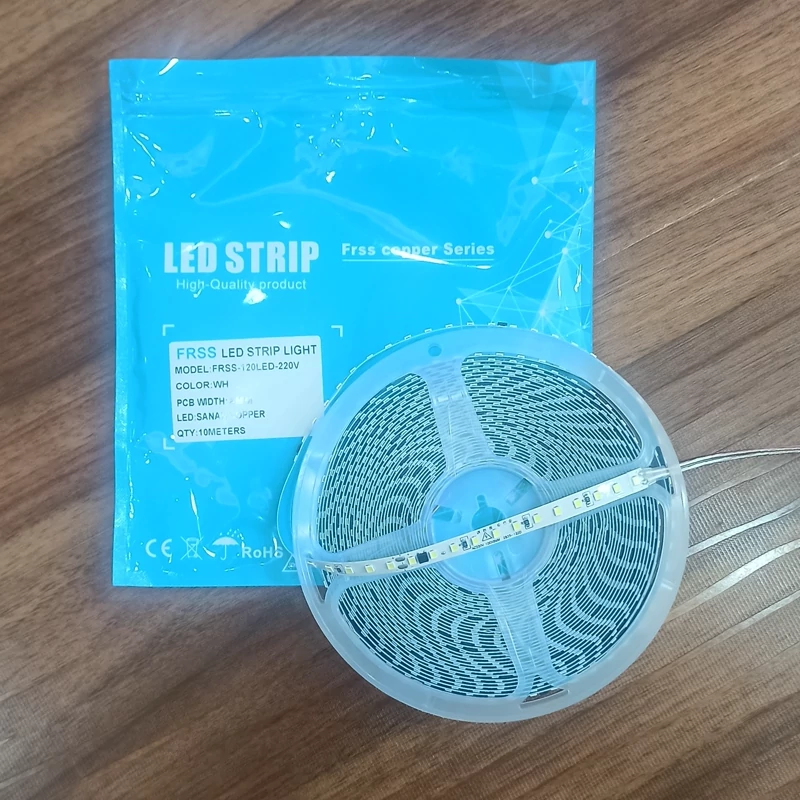 LED STRIP
Frss copper Series
High-Quality product
FRSS LED STRIP LIGHT
MODEL:FRSS-120LED-220V
COLOR:WH
PCB WIDTH
LED:SANA
QTY:10METERS
CE
RoHS